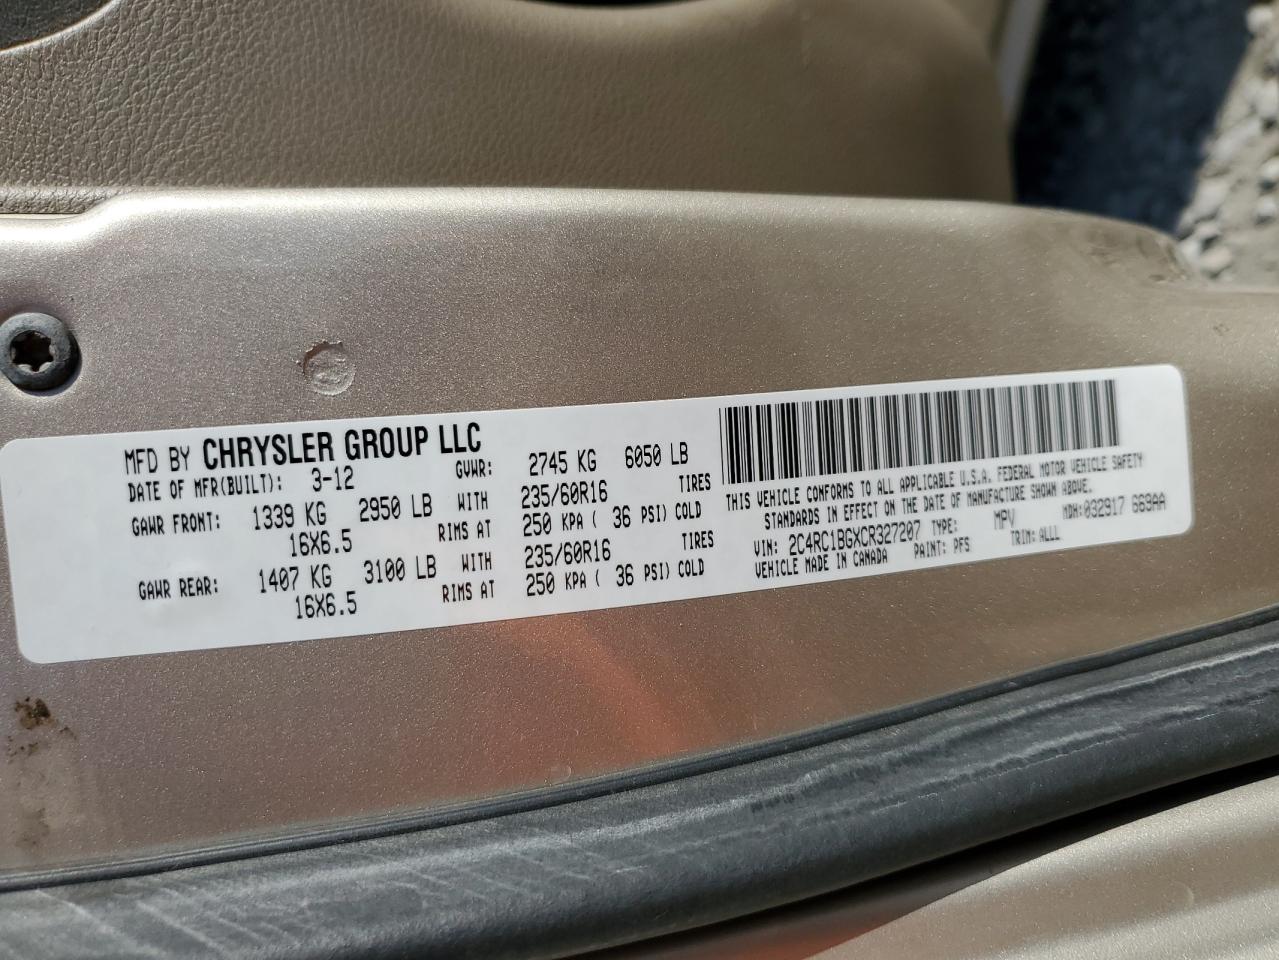 MFD BY CHRYSLER GROUP LLC
DATE OF MFR(BUILT): 3-12 GVWR: 2745 KG 6050 LB
GAWR FRONT: 1339 KG 2950 LB WITH 235/60R16 TIRES
16X6.5 RIMS AT 250 KPA ( 36 PSI) COLD
GAWR REAR: 1407 KG 3100 LB WITH 235/60R16 TIRES
16X6.5 RIMS AT 250 KPA ( 36 PSI) COLD
THIS VEHICLE CONFORMS TO ALL APPLICABLE U.S.A. FEDERAL MOTOR VEHICLE SAFETY
STANDARDS IN EFFECT ON THE DATE OF MANUFACTURE SHOWN ABOVE.
VIN: 2C4RC1BGXCR327207 TYPE: MPV MDH:032917 669AA
VEHICLE MADE IN CANADA PAINT: PFS TRIM: ALLL